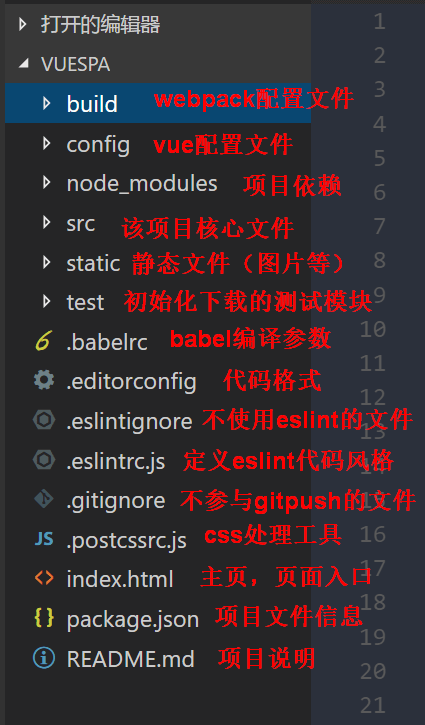 打开的编辑器
VUESPA
build webpack配置文件
config vue配置文件
node_modules 项目依赖
src 该项目核心文件
static 静态文件（图片等）
test 初始化下载的测试模块
.babelrc babel编译参数
.editorconfig 代码格式
.eslintignore 不使用eslint的文件
.eslintrc.js 定义eslint代码风格
.gitignore 不参与gitpush的文件
.postcssrc.js css处理工具
index.html 主页，页面入口
package.json 项目文件信息
README.md 项目说明
1
2
3
4
5
6
7
8
9
10
11
12
13
14
15
16
17
18
19
20
21